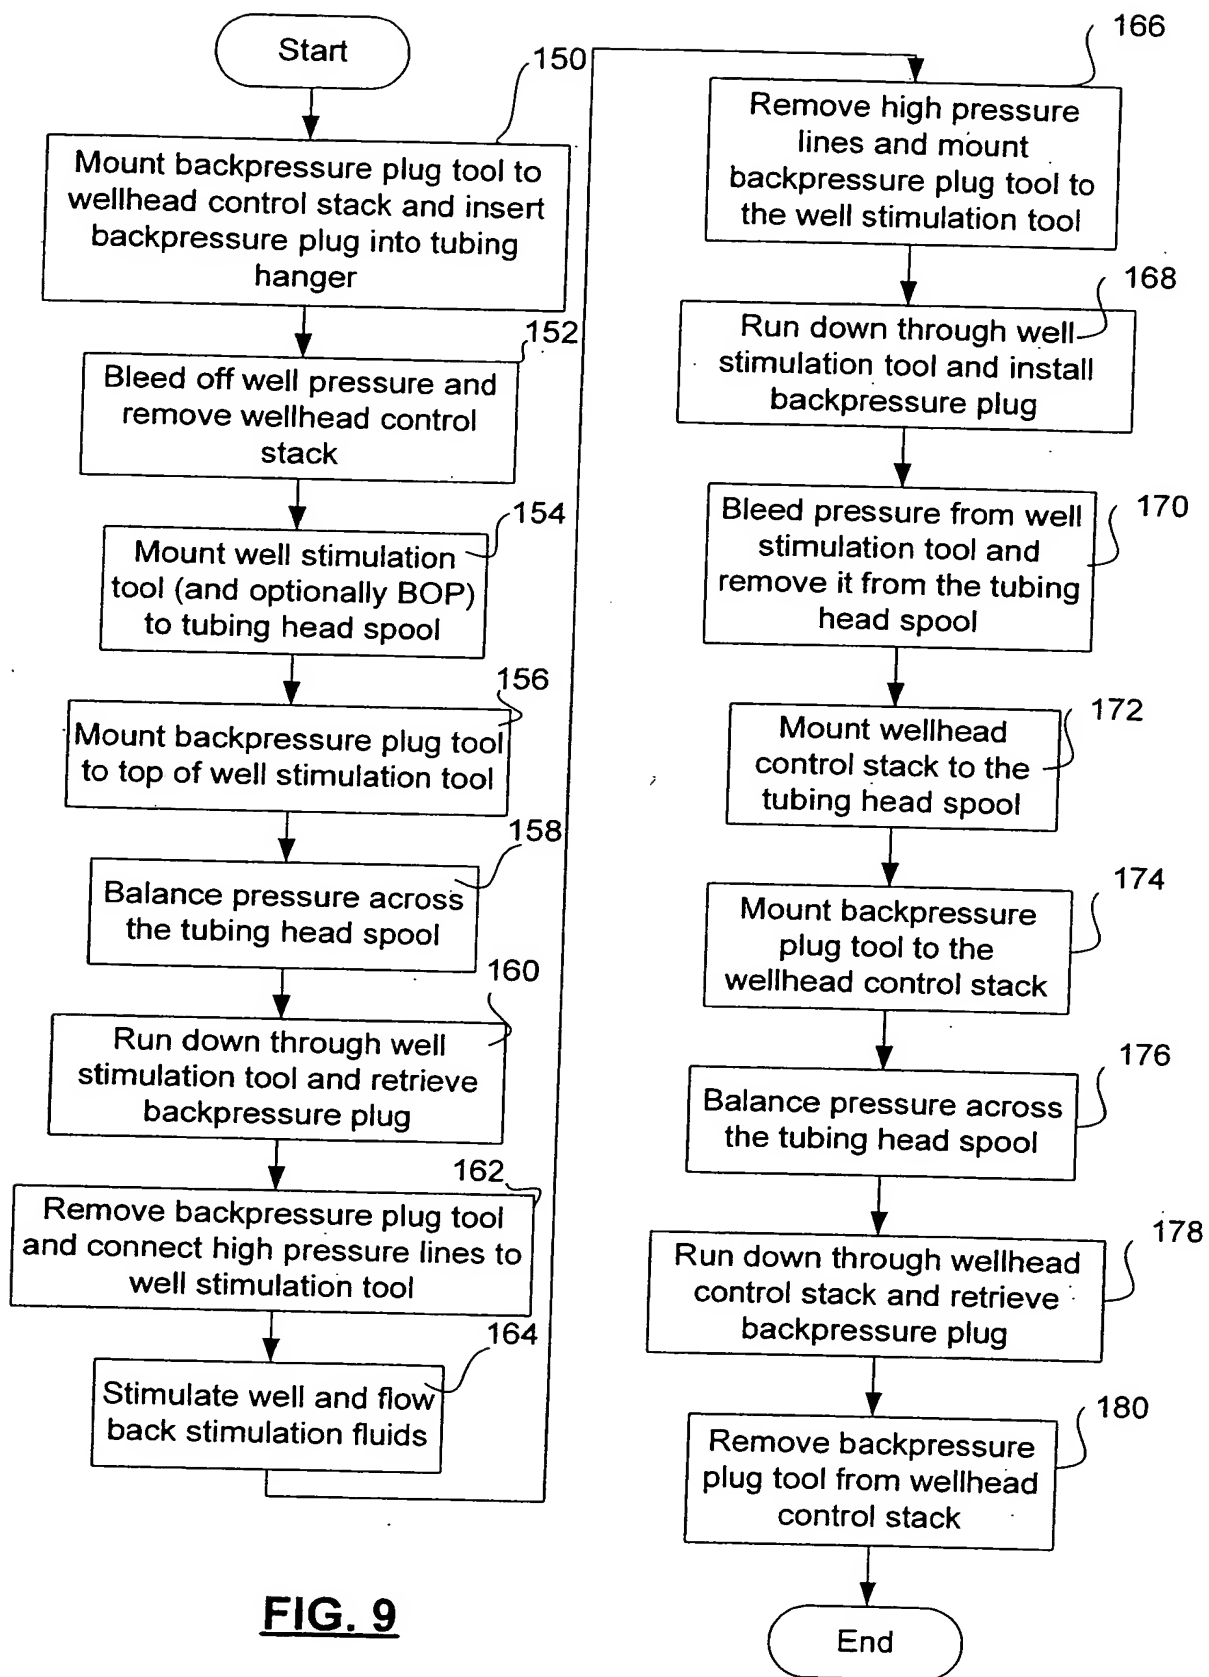 Start
150
Mount backpressure plug tool to
wellhead control stack and insert
backpressure plug into tubing
hanger
152
Bleed off well pressure and
remove wellhead control
stack
154
Mount well stimulation
tool (and optionally BOP)
to tubing head spool
156
Mount backpressure plug tool
to top of well stimulation tool
158
Balance pressure across
the tubing head spool
160
Run down through well
stimulation tool and retrieve
backpressure plug
162
Remove backpressure plug tool
and connect high pressure lines to
well stimulation tool
164
Stimulate well and flow
back stimulation fluids
166
Remove high pressure
lines and mount
backpressure plug tool to
the well stimulation tool
168
Run down through well
stimulation tool and install
backpressure plug
170
Bleed pressure from well
stimulation tool and
remove it from the tubing
head spool
172
Mount wellhead
control stack to the
tubing head spool
174
Mount backpressure
plug tool to the
wellhead control stack
176
Balance pressure across
the tubing head spool
178
Run down through wellhead
control stack and retrieve
backpressure plug
180
Remove backpressure
plug tool from wellhead
control stack
End
FIG. 9